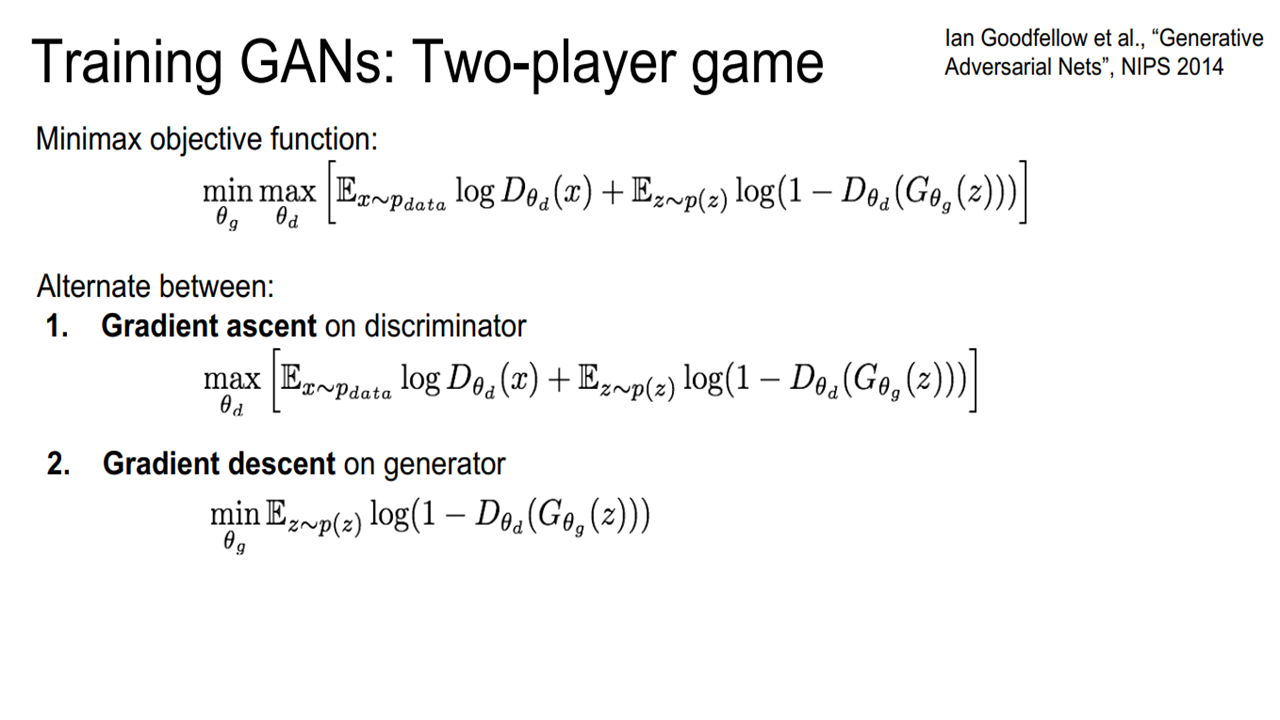 Training GANs: Two-player game
Ian Goodfellow et al., “Generative
Adversarial Nets”, NIPS 2014
Minimax objective function:
$\min_{\theta_g} \max_{\theta_d} \left[ \mathbb{E}_{x \sim p_{data}} \log D_{\theta_d}(x) + \mathbb{E}_{z \sim p(z)} \log(1 - D_{\theta_d}(G_{\theta_g}(z))) \right]$
Alternate between:
1. Gradient ascent on discriminator
$\max_{\theta_d} \left[ \mathbb{E}_{x \sim p_{data}} \log D_{\theta_d}(x) + \mathbb{E}_{z \sim p(z)} \log(1 - D_{\theta_d}(G_{\theta_g}(z))) \right]$
2. Gradient descent on generator
$\min_{\theta_g} \mathbb{E}_{z \sim p(z)} \log(1 - D_{\theta_d}(G_{\theta_g}(z)))$